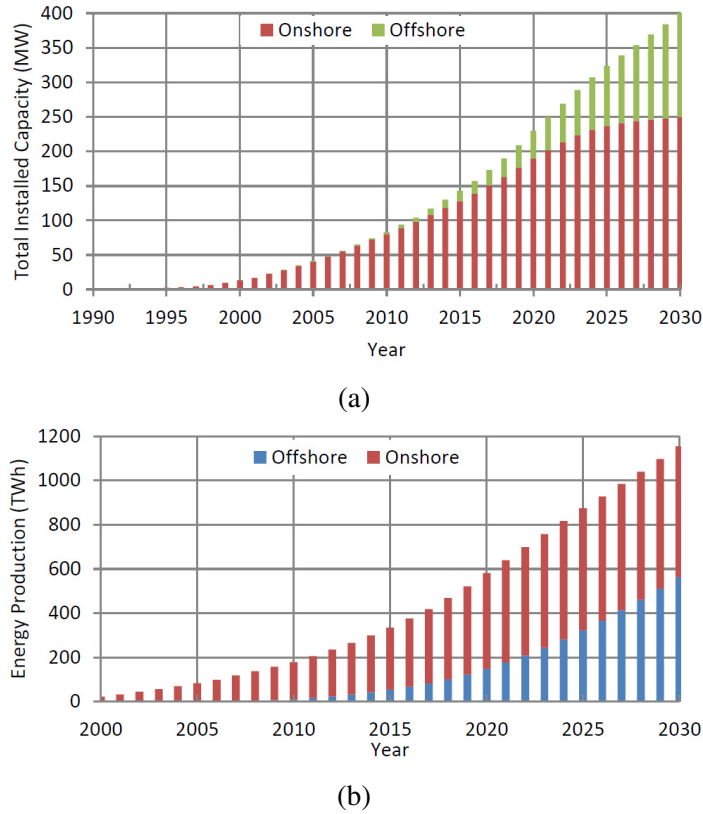 400
350
300
250
200
150
100
50
0
Total Installed Capacity (MW)
Onshore Offshore
1990 1995 2000 2005 2010 2015 2020 2025 2030
Year
(a)
1200
1000
800
600
400
200
0
Energy Production (TWh)
Offshore Onshore
2000 2005 2010 2015 2020 2025 2030
Year
(b)